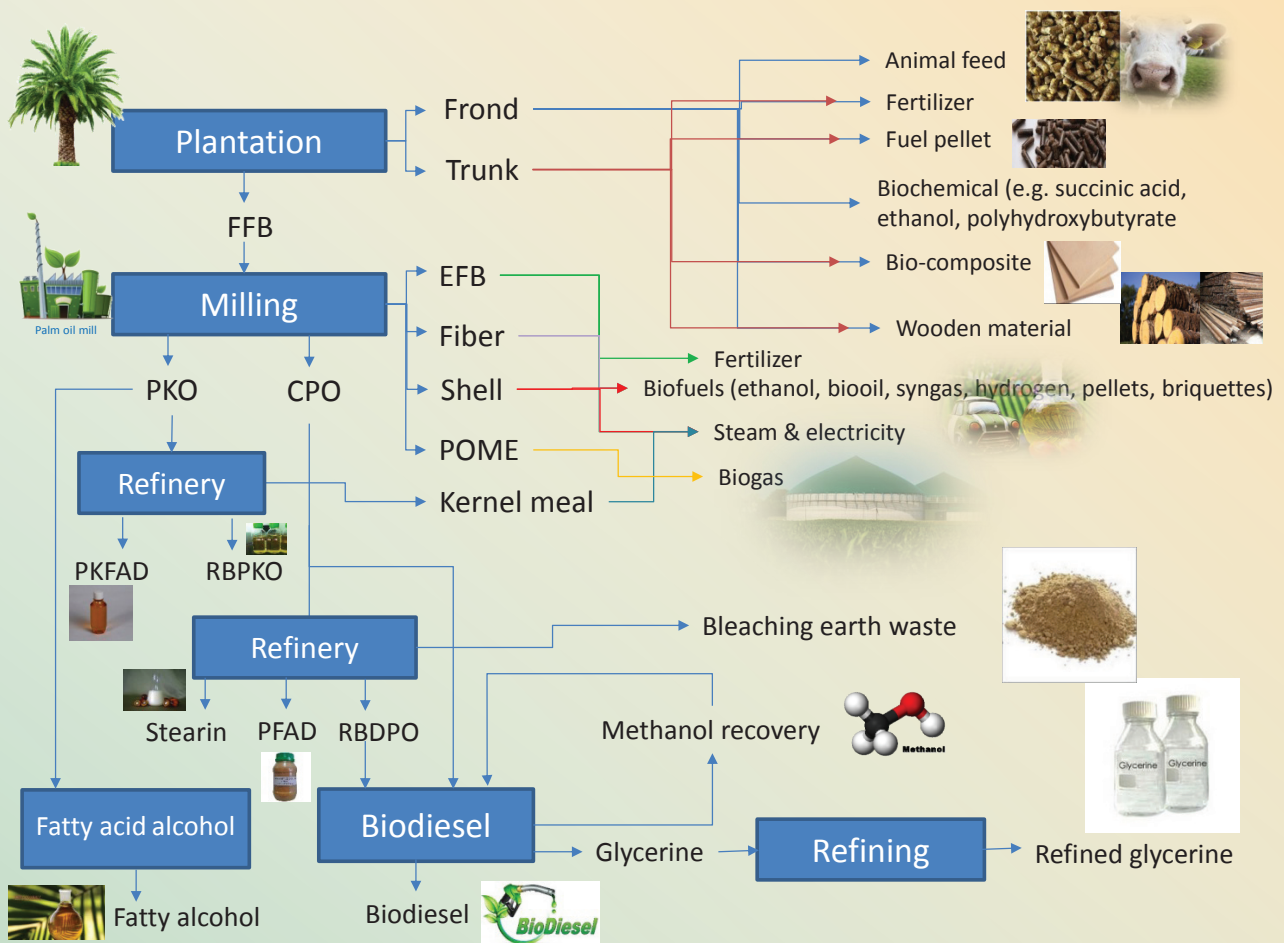 Plantation
Frond
Trunk
Animal feed
Fertilizer
Fuel pellet
Biochemical (e.g. succinic acid,
ethanol, polyhydroxybutyrate
Bio-composite
Wooden material
FFB
Milling
Palm oil mill
EFB
Fiber
Shell
POME
Kernel meal
Fertilizer
Biofuels (ethanol, biooil, syngas, hydrogen, pellets, briquettes)
Steam & electricity
Biogas
PKO
CPO
Refinery
PKFAD
RBPKO
Refinery
Bleaching earth waste
Stearin
PFAD
RBDPO
Methanol recovery
Methanol
Glycerine
Glycerine
Fatty acid alcohol
Biodiesel
Glycerine
Refining
Refined glycerine
Fatty alcohol
Biodiesel
BioDiesel